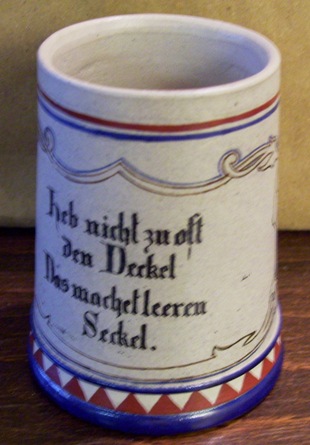 Heb nicht zu oft
den Deckel
Das machet leeren
Seckel.